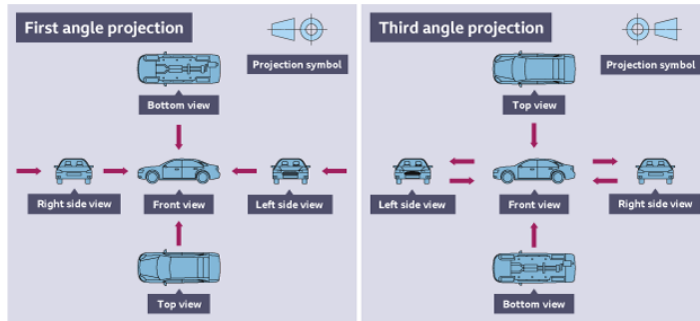 First angle projection
Projection symbol
Bottom view
Right side view
Front view
Left side view
Top view
Third angle projection
Projection symbol
Top view
Left side view
Front view
Right side view
Bottom view